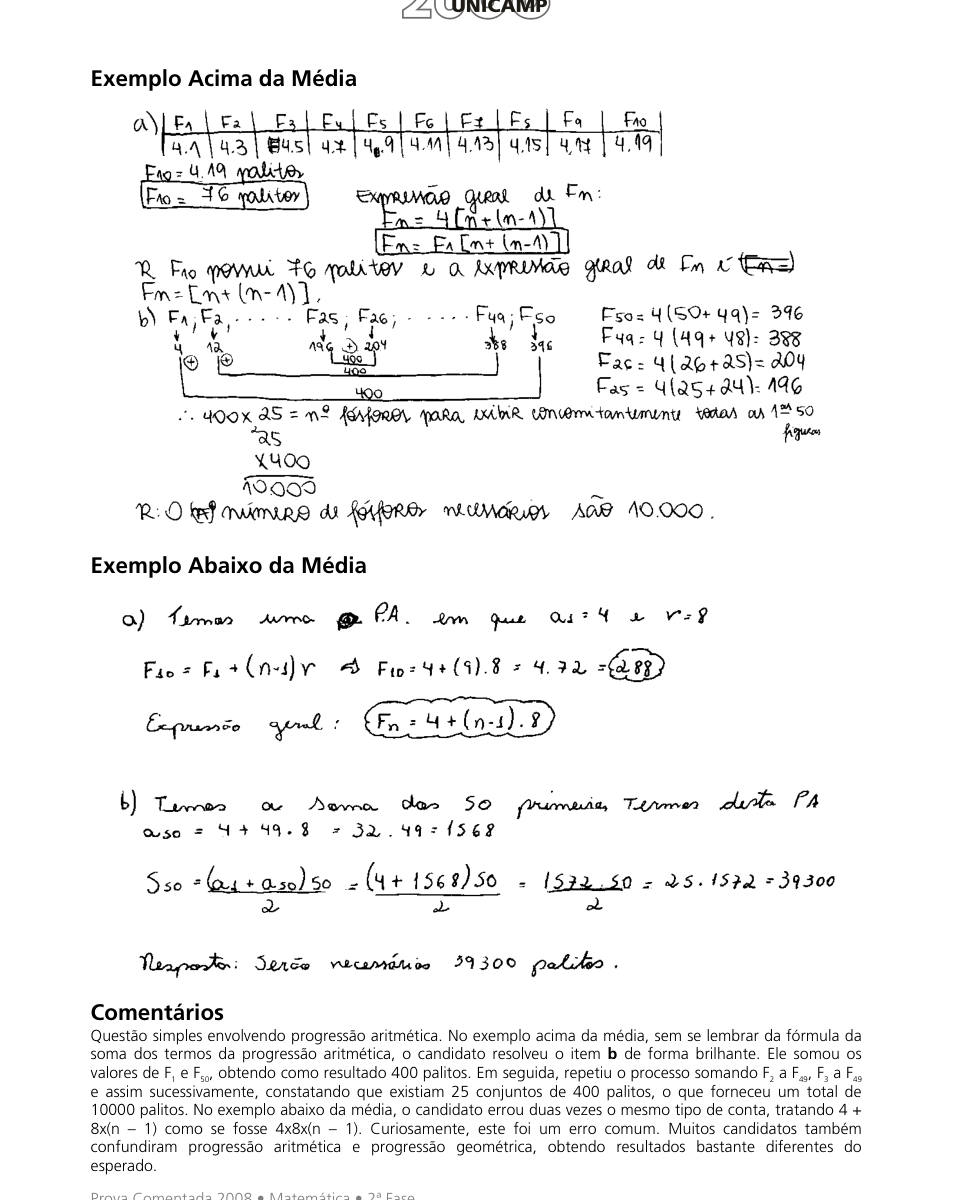 UNICAMP
Exemplo Acima da Média
a) F1 F2 F3 F4 F5 F6 F7 F8 F9 F10
4.1 4.3 4.5 4.7 4.9 4.11 4.13 4.15 4.17 4.19
F10 = 4.19 palitos
F10 = 76 palitos
Expressão geral de Fn:
Fn = 4[n+(n-1)]
Fn = F1 [n+ (n-1)]
R F10 possui 76 palitos e a expressão geral de Fn é (Fn=)
Fn=[n+(n-1)].
b) F1, F2, ..... F25; F26; ...... F49; F50
4 12 196 + 204 388 396
400
400
400
F50 = 4(50+49)= 396
F49 = 4(49+48)= 388
F26 = 4(26+25)= 204
F25 = 4(25+24)= 196
∴ 400x 25 = nº fósforos para exibir concomitantemente todas as 1as 50
figuras
25
x400
10000
R: O nº número de fósforos necessários são 10.000.
Exemplo Abaixo da Média
a) Temos uma P.A. em que a1 = 4 e r=8
F10 = F1 + (n-1) r ⇒ F10 = 4+(9).8 = 4.72 = 288
Expressão geral: Fn = 4+(n-1).8
b) Temos a soma dos 50 primeiros Termos desta PA
a50 = 4 + 49.8 = 32.49 = 1568
S50 = (a1 + a50)50 / 2 = (4+1568)50 / 2 = 1572.50 / 2 = 25.1572 = 39300
Resposta: Serão necessários 39300 palitos.
Comentários
Questão simples envolvendo progressão aritmética. No exemplo acima da média, sem se lembrar da fórmula da
soma dos termos da progressão aritmética, o candidato resolveu o item b de forma brilhante. Ele somou os
valores de F1 e F50, obtendo como resultado 400 palitos. Em seguida, repetiu o processo somando F2 a F49, F3 a F49
e assim sucessivamente, constatando que existiam 25 conjuntos de 400 palitos, o que forneceu um total de
10000 palitos. No exemplo abaixo da média, o candidato errou duas vezes o mesmo tipo de conta, tratando 4 +
8x(n – 1) como se fosse 4x8x(n – 1). Curiosamente, este foi um erro comum. Muitos candidatos também
confundiram progressão aritmética e progressão geométrica, obtendo resultados bastante diferentes do
esperado.
Prova Comentada 2008 • Matemática • 2ª Fase